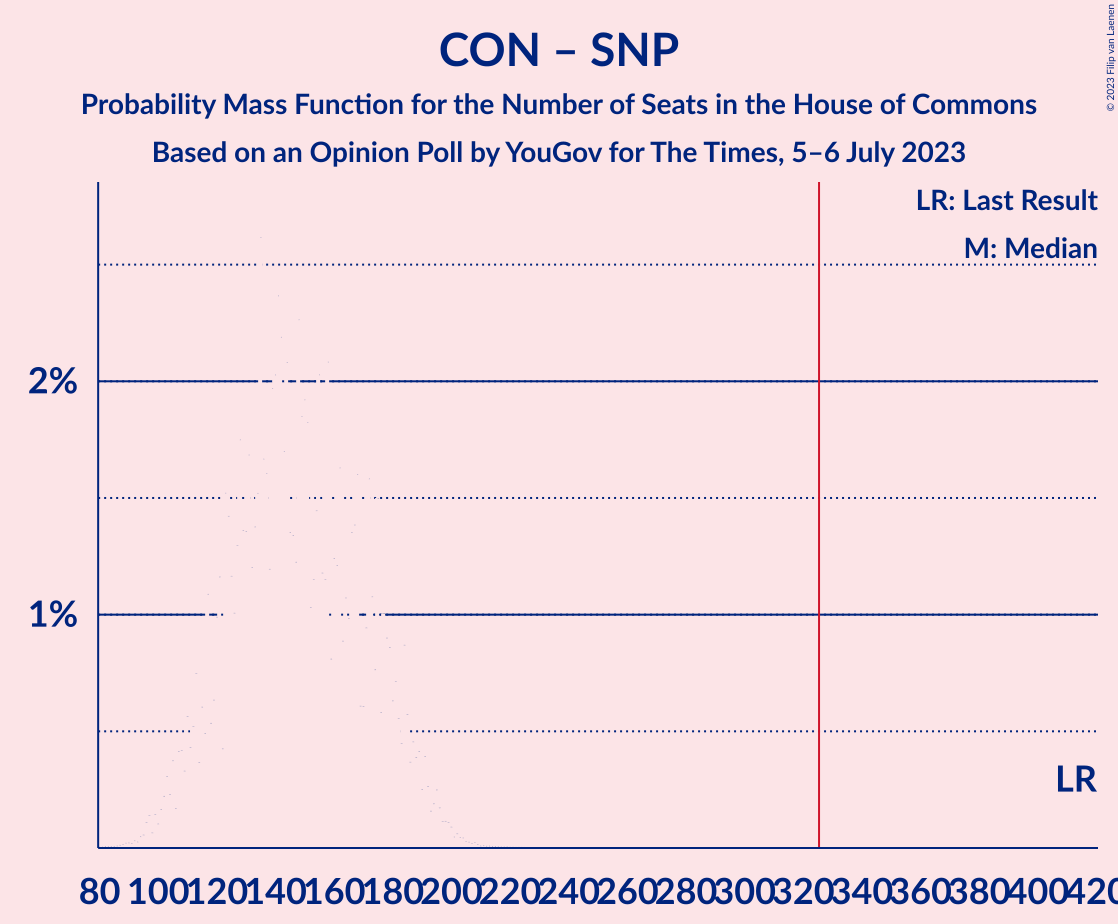 CON – SNP
Probability Mass Function for the Number of Seats in the House of Commons
Based on an Opinion Poll by YouGov for The Times, 5–6 July 2023
© 2023 Filip van Laenen
LR: Last Result
M: Median
2%
1%
LR
80 100 120 140 160 180 200 220 240 260 280 300 320 340 360 380 400 420